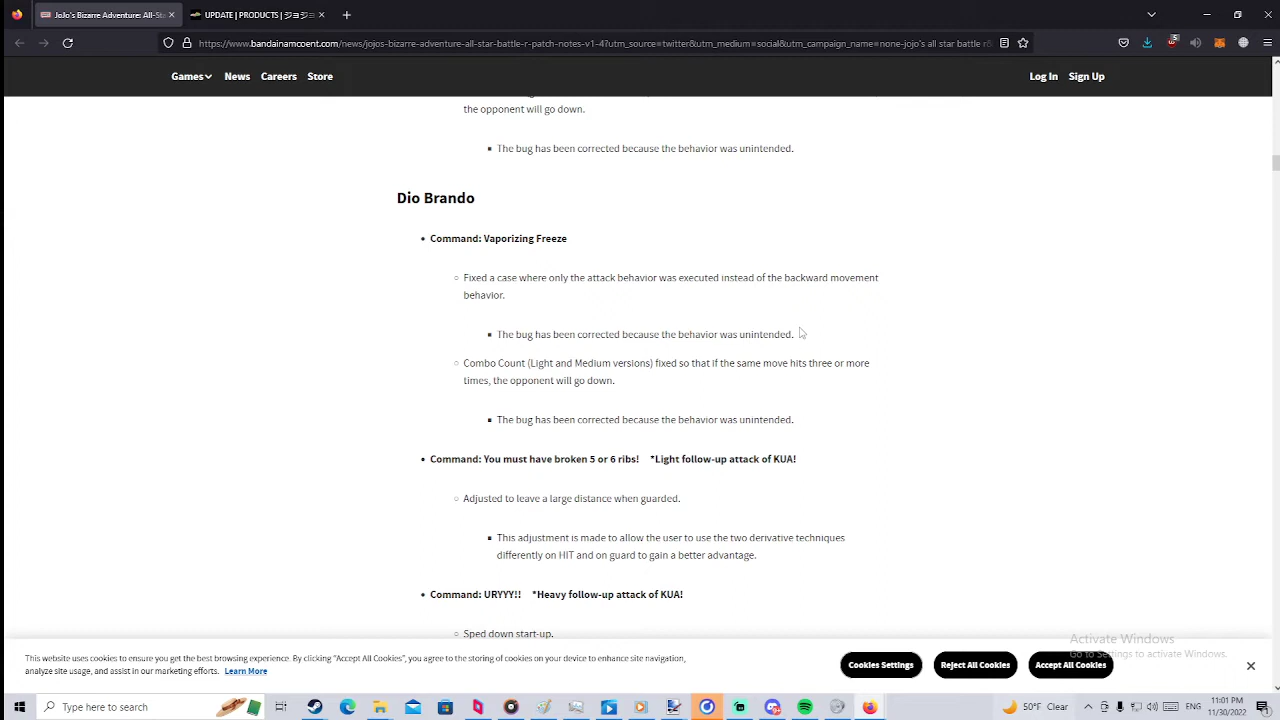 JoJo's Bizarre Adventure: All-Sta
UPDATE | PRODUCTS | ジョジ
https://www.bandainamcoent.com/news/jojos-bizarre-adventure-all-star-battle-r-patch-notes-v1-4?utm_source=twitter&utm_medium=social&utm_campaign_name=none-jojo's all star battle r
Games News Careers Store Log In Sign Up
the opponent will go down.
▪ The bug has been corrected because the behavior was unintended.
Dio Brando
• Command: Vaporizing Freeze
○ Fixed a case where only the attack behavior was executed instead of the backward movement
behavior.
▪ The bug has been corrected because the behavior was unintended.
○ Combo Count (Light and Medium versions) fixed so that if the same move hits three or more
times, the opponent will go down.
▪ The bug has been corrected because the behavior was unintended.
• Command: You must have broken 5 or 6 ribs! *Light follow-up attack of KUA!
○ Adjusted to leave a large distance when guarded.
▪ This adjustment is made to allow the user to use the two derivative techniques
differently on HIT and on guard to gain a better advantage.
• Command: URYYY!! *Heavy follow-up attack of KUA!
○ Sped down start-up.
Activate Windows
Go to Settings to activate Windows.
This website uses cookies to ensure you get the best browsing experience. By clicking "Accept All Cookies", you agree to the storing of cookies on your device to enhance site navigation,
analyze site usage, and assist in our marketing efforts. Learn More
Cookies Settings Reject All Cookies Accept All Cookies
Type here to search
50°F Clear
ENG
11:01 PM
11/30/2022